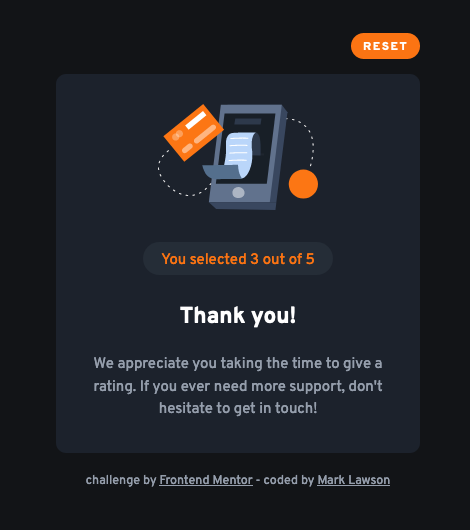 RESET
You selected 3 out of 5
Thank you!
We appreciate you taking the time to give a
rating. If you ever need more support, don't
hesitate to get in touch!
challenge by Frontend Mentor - coded by Mark Lawson